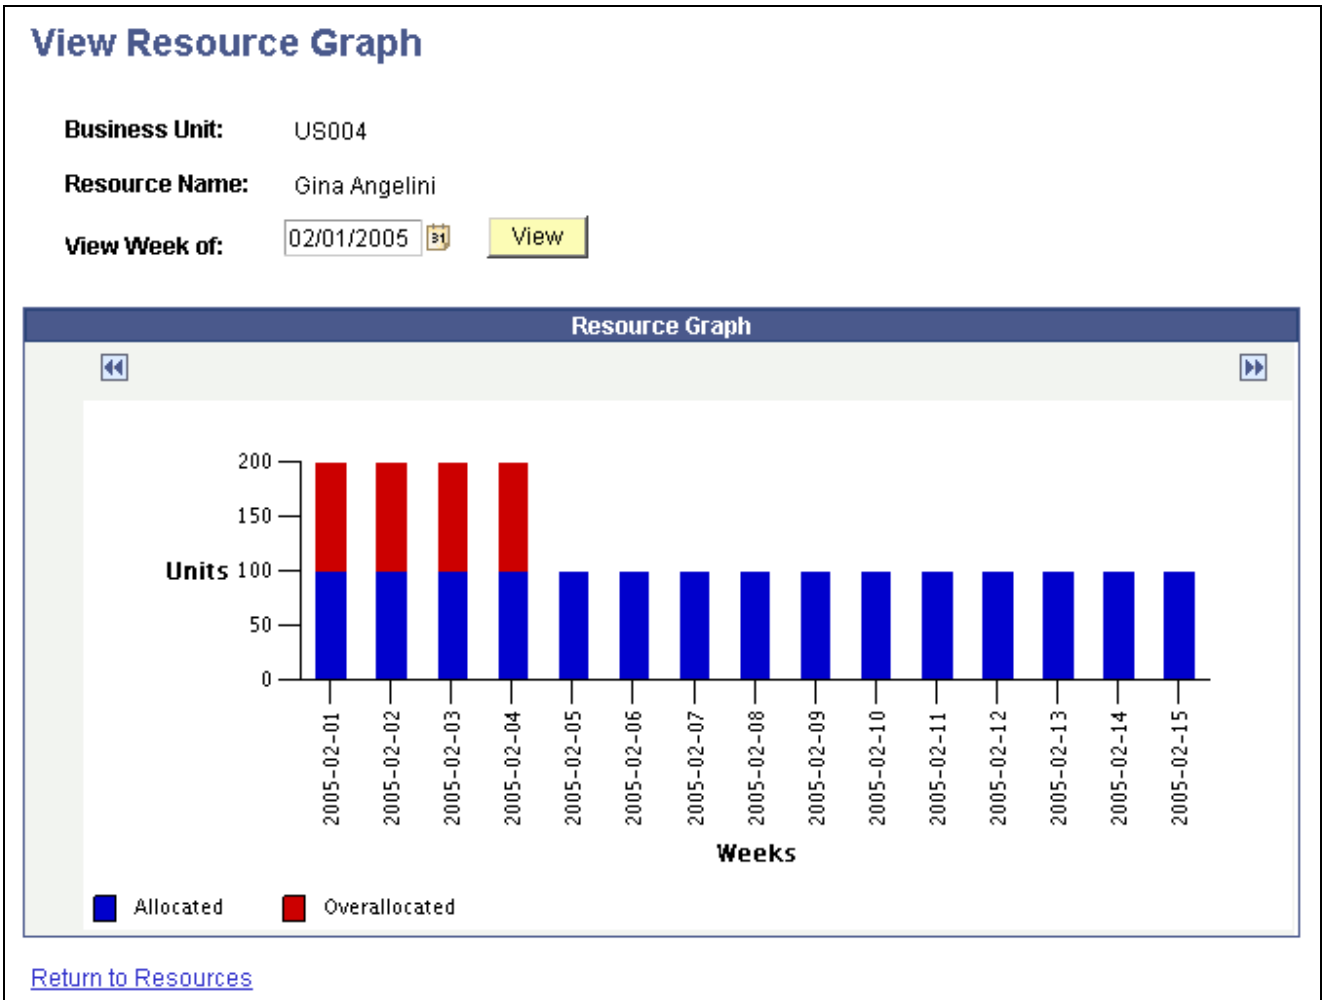 View Resource Graph
Business Unit: US004
Resource Name: Gina Angelini
View Week of: 02/01/2005 31 View
Resource Graph
200
150
Units 100
50
0
2005-02-01
2005-02-02
2005-02-03
2005-02-04
2005-02-05
2005-02-06
2005-02-07
2005-02-08
2005-02-09
2005-02-10
2005-02-11
2005-02-12
2005-02-13
2005-02-14
2005-02-15
Weeks
Allocated Overallocated
Return to Resources